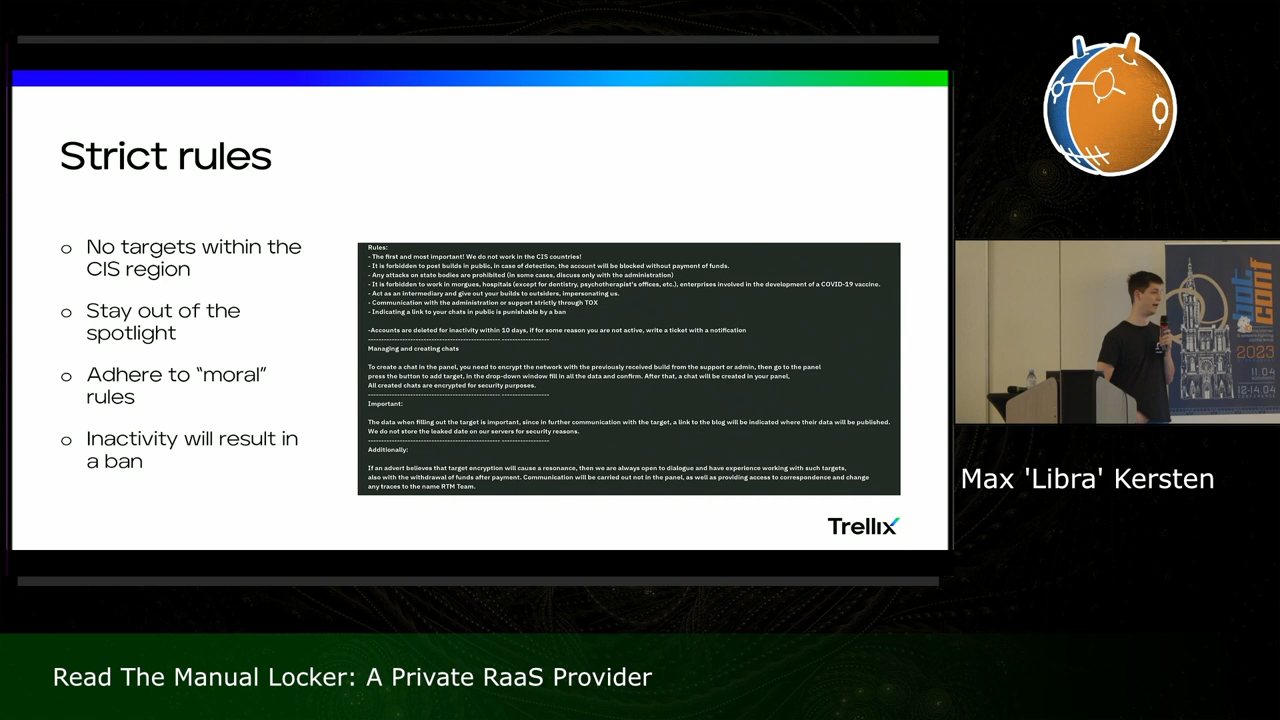 Strict rules
o No targets within the
CIS region
o Stay out of the
spotlight
o Adhere to “moral”
rules
o Inactivity will result in
a ban
Rules:
- The first and most important! We do not work in the CIS countries!
- It is forbidden to post builds in public, in case of detection, the account will be blocked without payment of funds.
- Any attacks on state bodies are prohibited (in some cases, discuss only with the administration)
- It is forbidden to work in morgues, hospitals (except for dentistry, psychotherapist's offices, etc.), enterprises involved in the development of a COVID-19 vaccine.
- Act as an intermediary and give out your builds to outsiders, impersonating us.
- Communication with the administration or support strictly through TOX
- Indicating a link to your chats in public is punishable by a ban
-Accounts are deleted for inactivity within 10 days, if for some reason you are not active, write a ticket with a notification
Managing and creating chats
To create a chat in the panel, you need to encrypt the network with the previously received build from the support or admin, then go to the panel
press the button to add target, in the drop-down window fill in all the data and confirm. After that, a chat will be created in your panel,
All created chats are encrypted for security purposes.
Important:
The data when filling out the target is important, since in further communication with the target, a link to the blog will be indicated where their data will be published.
We do not store the leaked date on our servers for security reasons.
Additionally:
If an advert believes that target encryption will cause a resonance, then we are always open to dialogue and have experience working with such targets,
also with the withdrawal of funds after payment. Communication will be carried out not in the panel, as well as providing access to correspondence and change
any traces to the name RTM Team.
Trellix
conf
2023
11.04
12-14.04
Max 'Libra' Kersten
Read The Manual Locker: A Private RaaS Provider